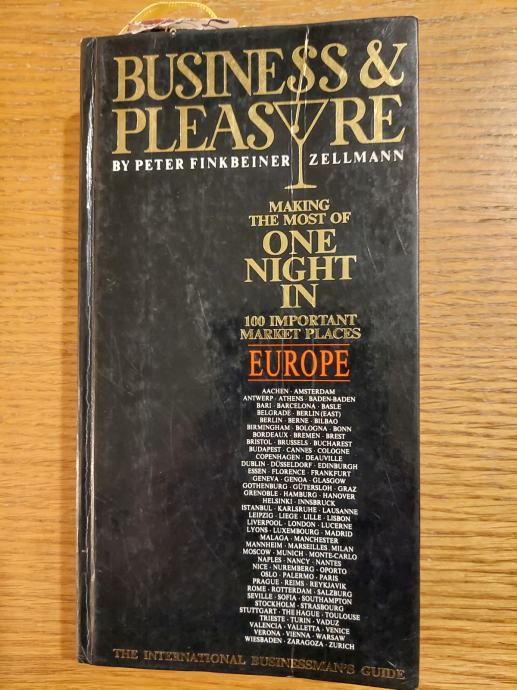 BUSINESS &
PLEASYRE
BY PETER FINKBEINER ZELLMANN
MAKING
THE MOST OF
ONE
NIGHT
IN
100 IMPORTANT
MARKET PLACES
EUROPE
AACHEN · AMSTERDAM
ANTWERP · ATHENS · BADEN-BADEN
BARI · BARCELONA · BASLE
BELGRADE · BERLIN (EAST)
BERLIN · BERNE · BILBAO
BIRMINGHAM · BOLOGNA · BONN
BORDEAUX · BREMEN · BREST
BRISTOL · BRUSSELS · BUCHAREST
BUDAPEST · CANNES · COLOGNE
COPENHAGEN · DEAUVILLE
DUBLIN · DÜSSELDORF · EDINBURGH
ESSEN · FLORENCE · FRANKFURT
GENEVA · GENOA · GLASGOW
GOTHENBURG · GÜTERSLOH · GRAZ
GRENOBLE · HAMBURG · HANOVER
HELSINKI · INNSBRUCK
ISTANBUL · KARLSRUHE · LAUSANNE
LEIPZIG · LIEGE · LILLE · LISBON
LIVERPOOL · LONDON · LUCERNE
LYONS · LUXEMBOURG · MADRID
MALAGA · MANCHESTER
MANNHEIM · MARSEILLES. MILAN
MOSCOW · MUNICH · MONTE-CARLO
NAPLES · NANCY · NANTES
NICE · NUREMBERG · OPORTO
OSLO · PALERMO · PARIS
PRAGUE · REIMS · REYKJAVIK
ROME · ROTTERDAM · SALZBURG
SEVILLE · SOFIA · SOUTHAMPTON
STOCKHOLM · STRASBOURG
STUTTGART · THE HAGUE · TOULOUSE
TRIESTE · TURIN · VADUZ
VALENCIA · VALLETTA · VENICE
VERONA · VIENNA · WARSAW
WIESBADEN · ZARAGOZA · ZURICH
THE INTERNATIONAL BUSINESSMAN'S GUIDE